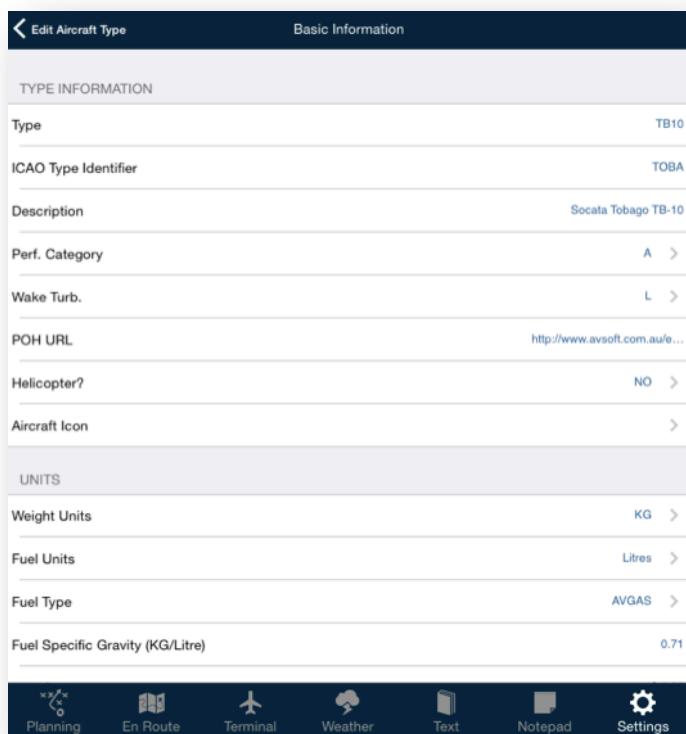 Edit Aircraft Type Basic Information
TYPE INFORMATION
Type TB10
ICAO Type Identifier TOBA
Description Socata Tobago TB-10
Perf. Category A
Wake Turb. L
POH URL http://www.avsoft.com.au/e...
Helicopter? NO
Aircraft Icon
UNITS
Weight Units KG
Fuel Units Litres
Fuel Type AVGAS
Fuel Specific Gravity (KG/Litre) 0.71
Planning En Route Terminal Weather Text Notepad Settings